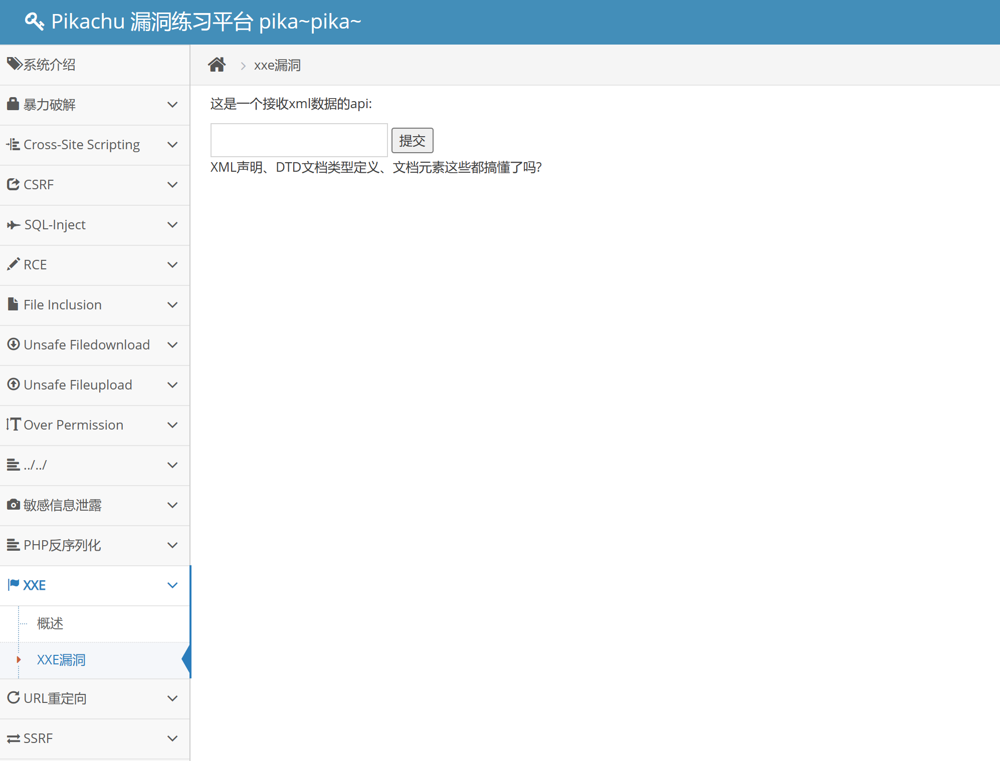 Pikachu 漏洞练习平台 pika~pika~
系统介绍
暴力破解
Cross-Site Scripting
CSRF
SQL-Inject
RCE
File Inclusion
Unsafe Filedownload
Unsafe Fileupload
Over Permission
../../
敏感信息泄露
PHP反序列化
XXE
概述
XXE漏洞
URL重定向
SSRF
xxe漏洞
这是一个接收xml数据的api:
提交
XML声明、DTD文档类型定义、文档元素这些都搞懂了吗?